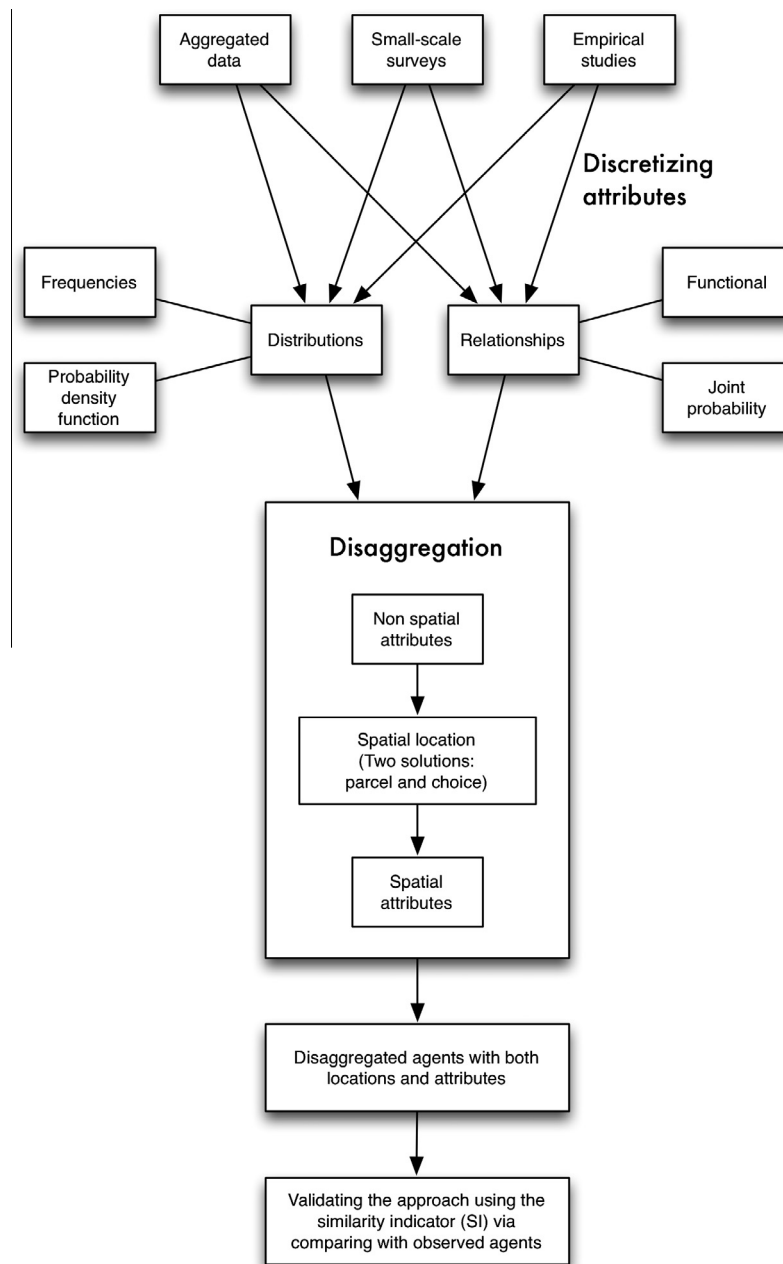 Aggregated
data
Small-scale
surveys
Empirical
studies
Discretizing
attributes
Frequencies
Functional
Distributions
Relationships
Probability
density
function
Joint
probability
Disaggregation
Non spatial
attributes
Spatial location
(Two solutions:
parcel and choice)
Spatial
attributes
Disaggregated agents with both
locations and attributes
Validating the approach using the
similarity indicator (SI) via
comparing with observed agents